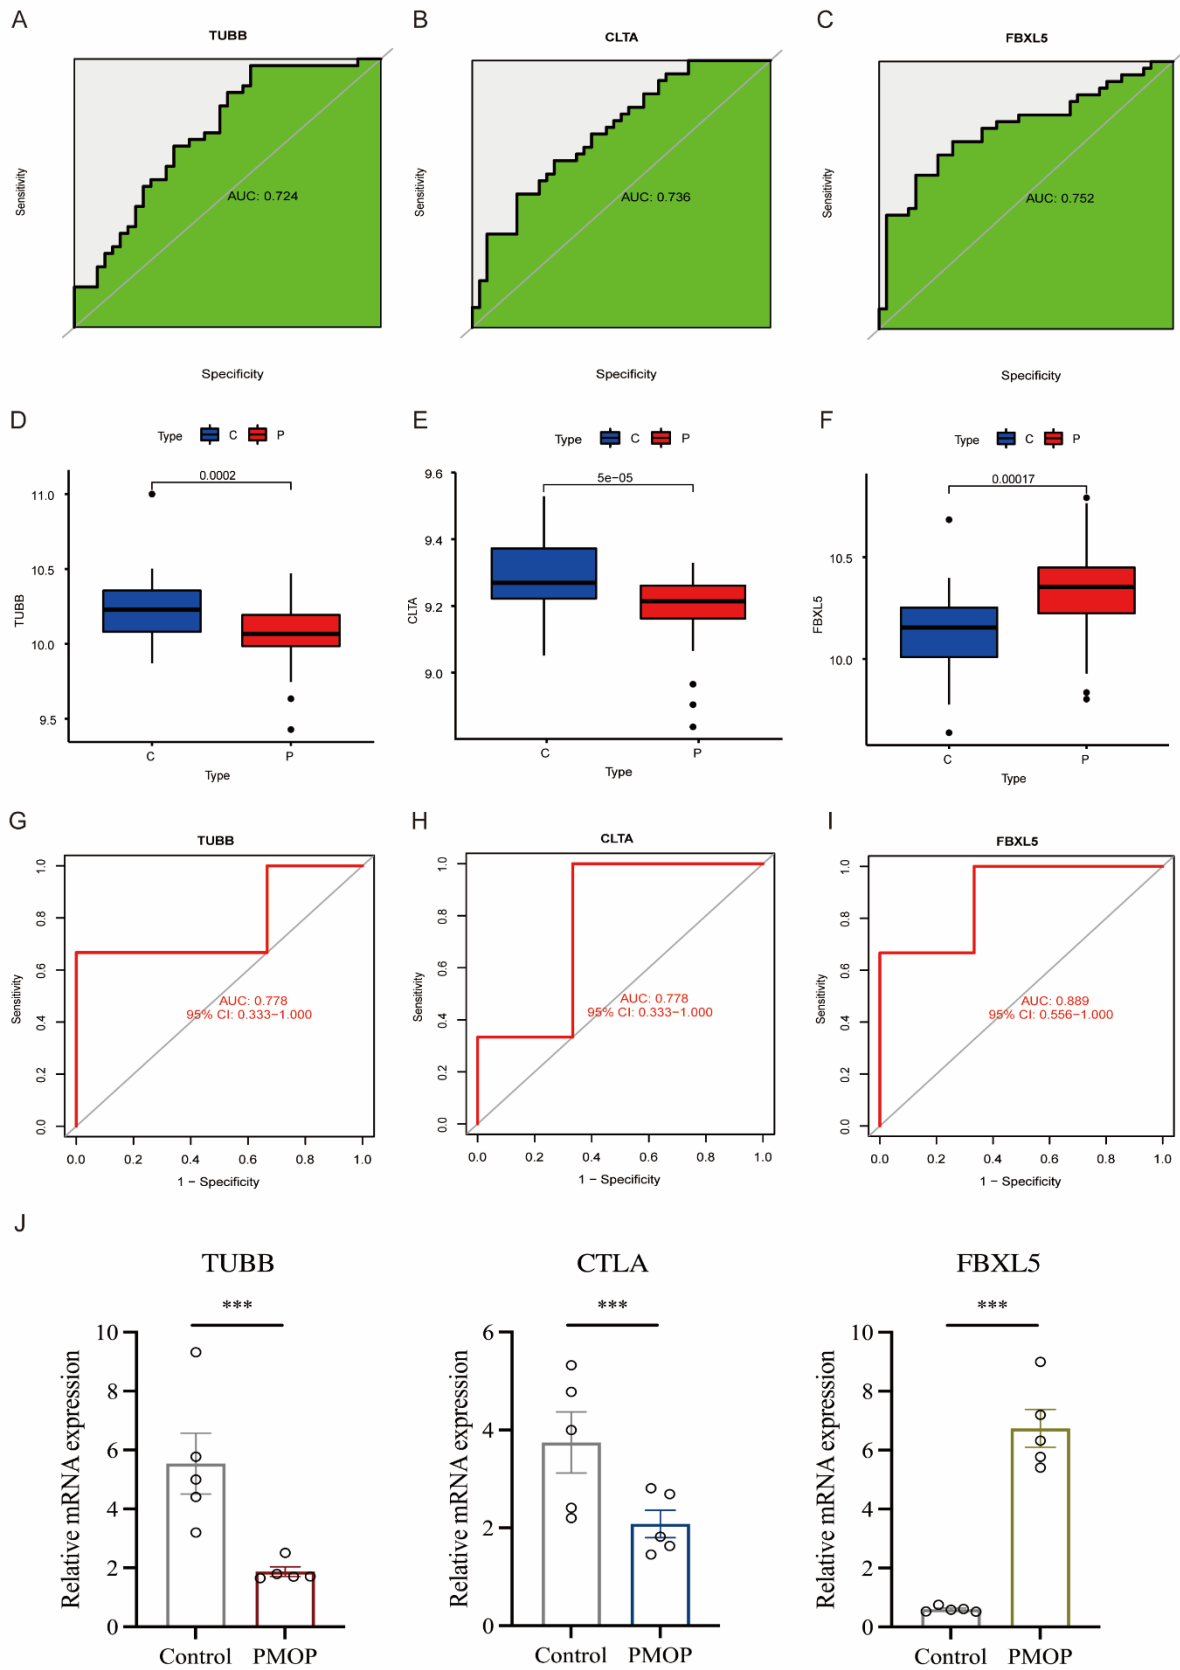 A
TUBB
Sensitivity
AUC: 0.724
Specificity
B
CLTA
Sensitivity
AUC: 0.736
Specificity
C
FBXL5
Sensitivity
AUC: 0.752
Specificity
D
Type C P
0.0002
11.0
10.5
10.0
9.5
TUBB
C P
Type
E
Type C P
5e−05
9.6
9.4
9.2
9.0
CLTA
C P
Type
F
Type C P
0.00017
10.5
10.0
FBXL5
C P
Type
G
TUBB
1.0
0.8
0.6
0.4
0.2
0.0
Sensitivity
AUC: 0.778
95% CI: 0.333−1.000
0.0 0.2 0.4 0.6 0.8 1.0
1 − Specificity
H
CLTA
1.0
0.8
0.6
0.4
0.2
0.0
Sensitivity
AUC: 0.778
95% CI: 0.333−1.000
0.0 0.2 0.4 0.6 0.8 1.0
1 − Specificity
I
FBXL5
1.0
0.8
0.6
0.4
0.2
0.0
Sensitivity
AUC: 0.889
95% CI: 0.556−1.000
0.0 0.2 0.4 0.6 0.8 1.0
1 − Specificity
J
TUBB
***
10
8
6
4
2
0
Relative mRNA expression
Control PMOP
CTLA
***
6
4
2
0
Relative mRNA expression
Control PMOP
FBXL5
***
10
8
6
4
2
0
Relative mRNA expression
Control PMOP